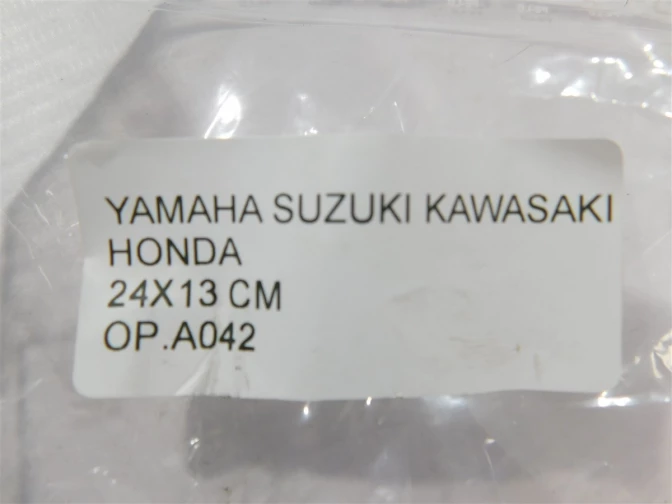 YAMAHA SUZUKI KAWASAKI
HONDA
24X13 CM
OP.A042